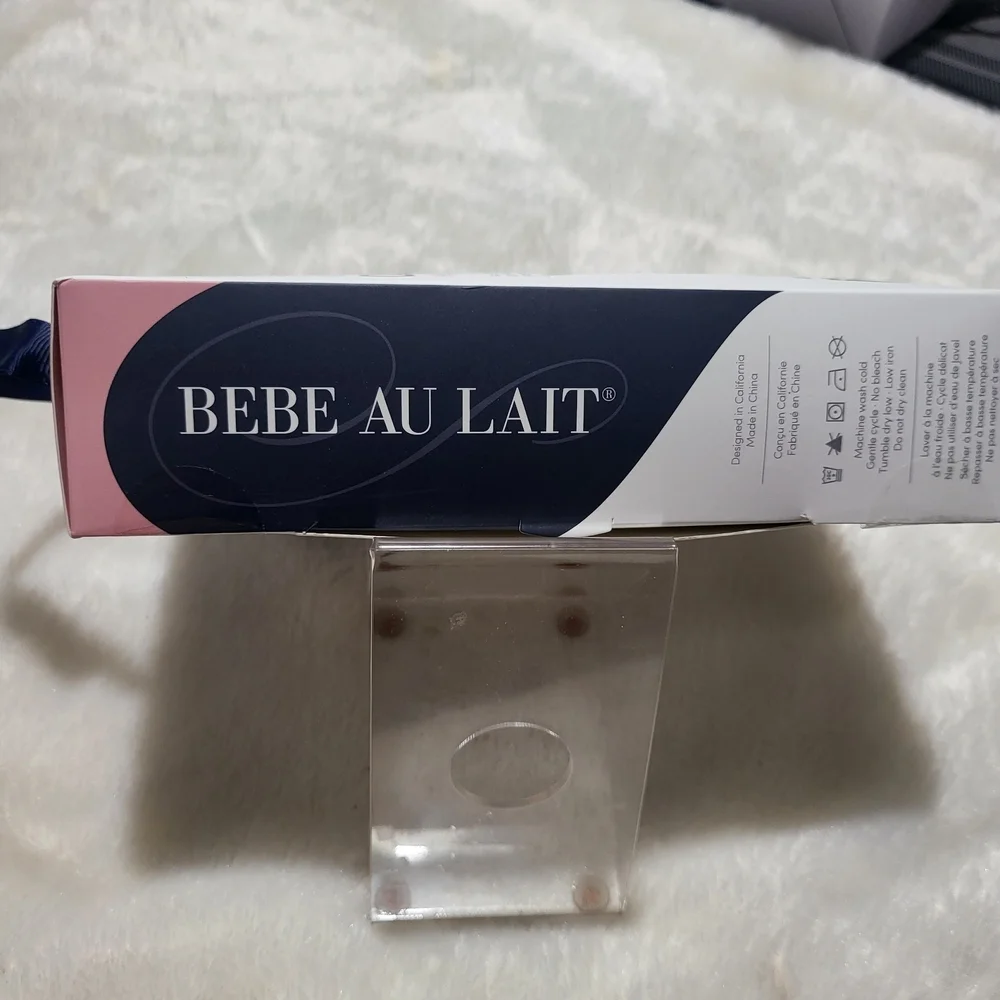 BEBE AU LAIT®
Designed in California
Made in China
Conçu en Californie
Fabriqué en Chine
Machine wash cold
Gentle cycle · No bleach
Tumble dry low · Low iron
Do not dry clean
Laver à la machine
à l'eau froide · Cycle délicat
Ne pas utiliser d'eau de Javel
Sécher à basse température
Repasser à basse température
Ne pas nettoyer à sec